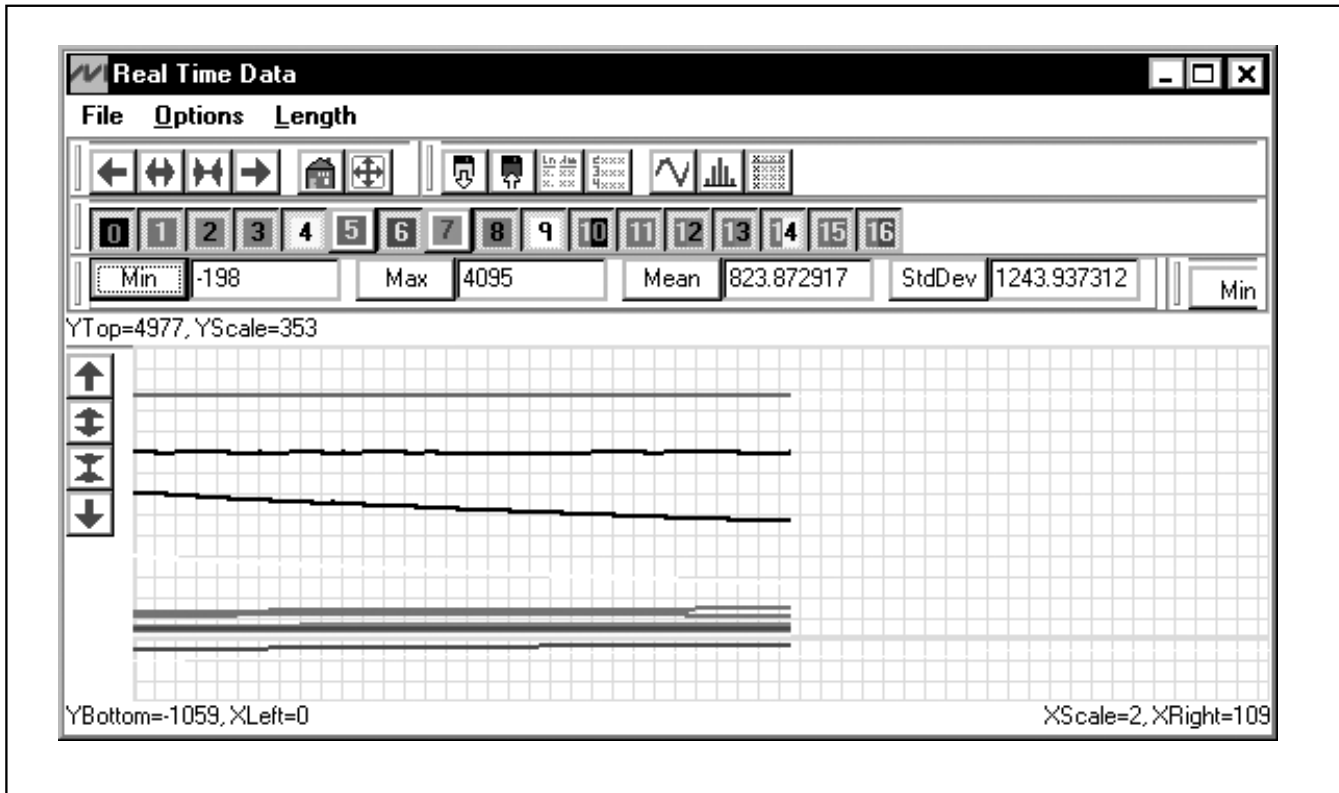 Real Time Data
File Options Length
0 1 2 3 4 5 6 7 8 9 10 11 12 13 14 15 16
Min -198 Max 4095 Mean 823.872917 StdDev 1243.937312 Min
YTop=4977, YScale=353
YBottom=-1059, XLeft=0 XScale=2, XRight=109